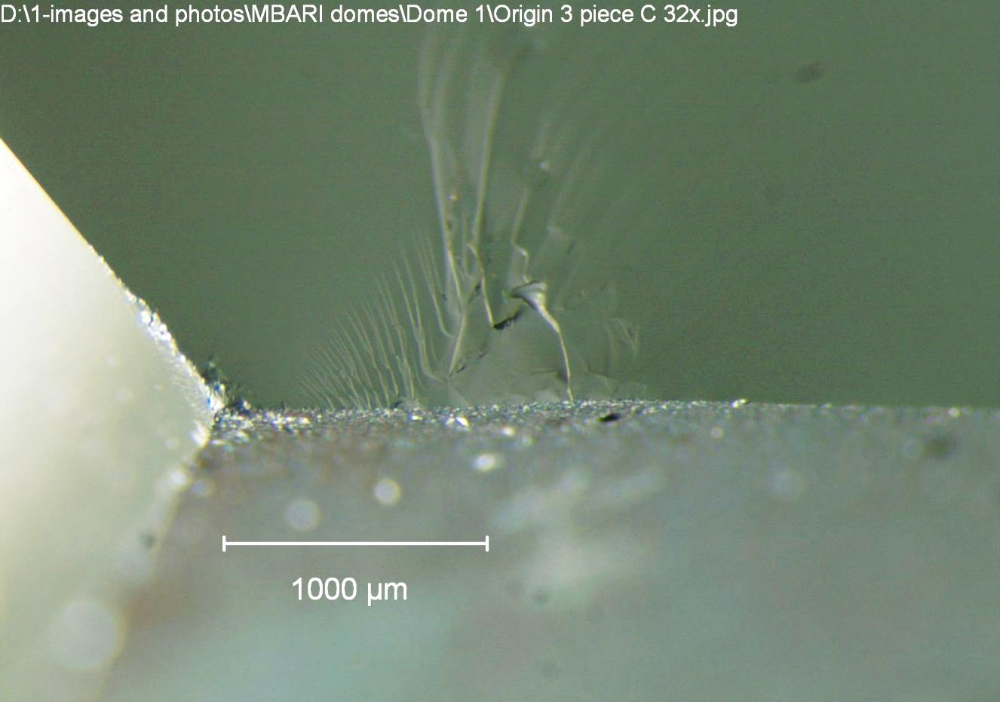 D:\1-images and photos\MBARI domes\Dome 1\Origin 3 piece C 32x.jpg
1000 µm